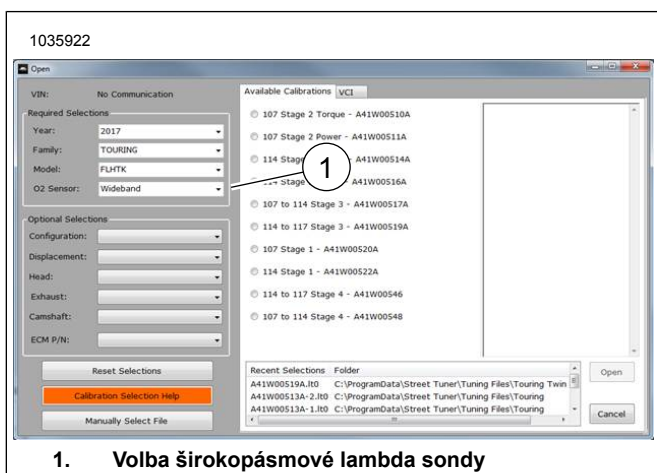 1035922
Open
VIN: No Communication
Required Selections
Year: 2017
Family: TOURING
Model: FLHTK
O2 Sensor: Wideband
Optional Selections
Configuration:
Displacement:
Head:
Exhaust:
Camshaft:
ECM P/N:
Reset Selections
Calibration Selection Help
Manually Select File
Available Calibrations VCI
107 Stage 2 Torque - A41W00510A
107 Stage 2 Power - A41W00511A
114 Stage A41W00514A
Stage A41W00516A
107 to 114 Stage 3 - A41W00517A
114 to 117 Stage 3 - A41W00519A
107 Stage 1 - A41W00520A
114 Stage 1 - A41W00522A
114 to 117 Stage 4 - A41W00546
107 to 114 Stage 4 - A41W00548
1
Recent Selections Folder
A41W00519A.lt0 C:\ProgramData\Street Tuner\Tuning Files\Touring Twin
A41W00513A-2.lt0 C:\ProgramData\Street Tuner\Tuning Files\Touring
A41W00513A-1.lt0 C:\ProgramData\Street Tuner\Tuning Files\Touring
Open
Cancel
1. Volba širokopásmové lambda sondy